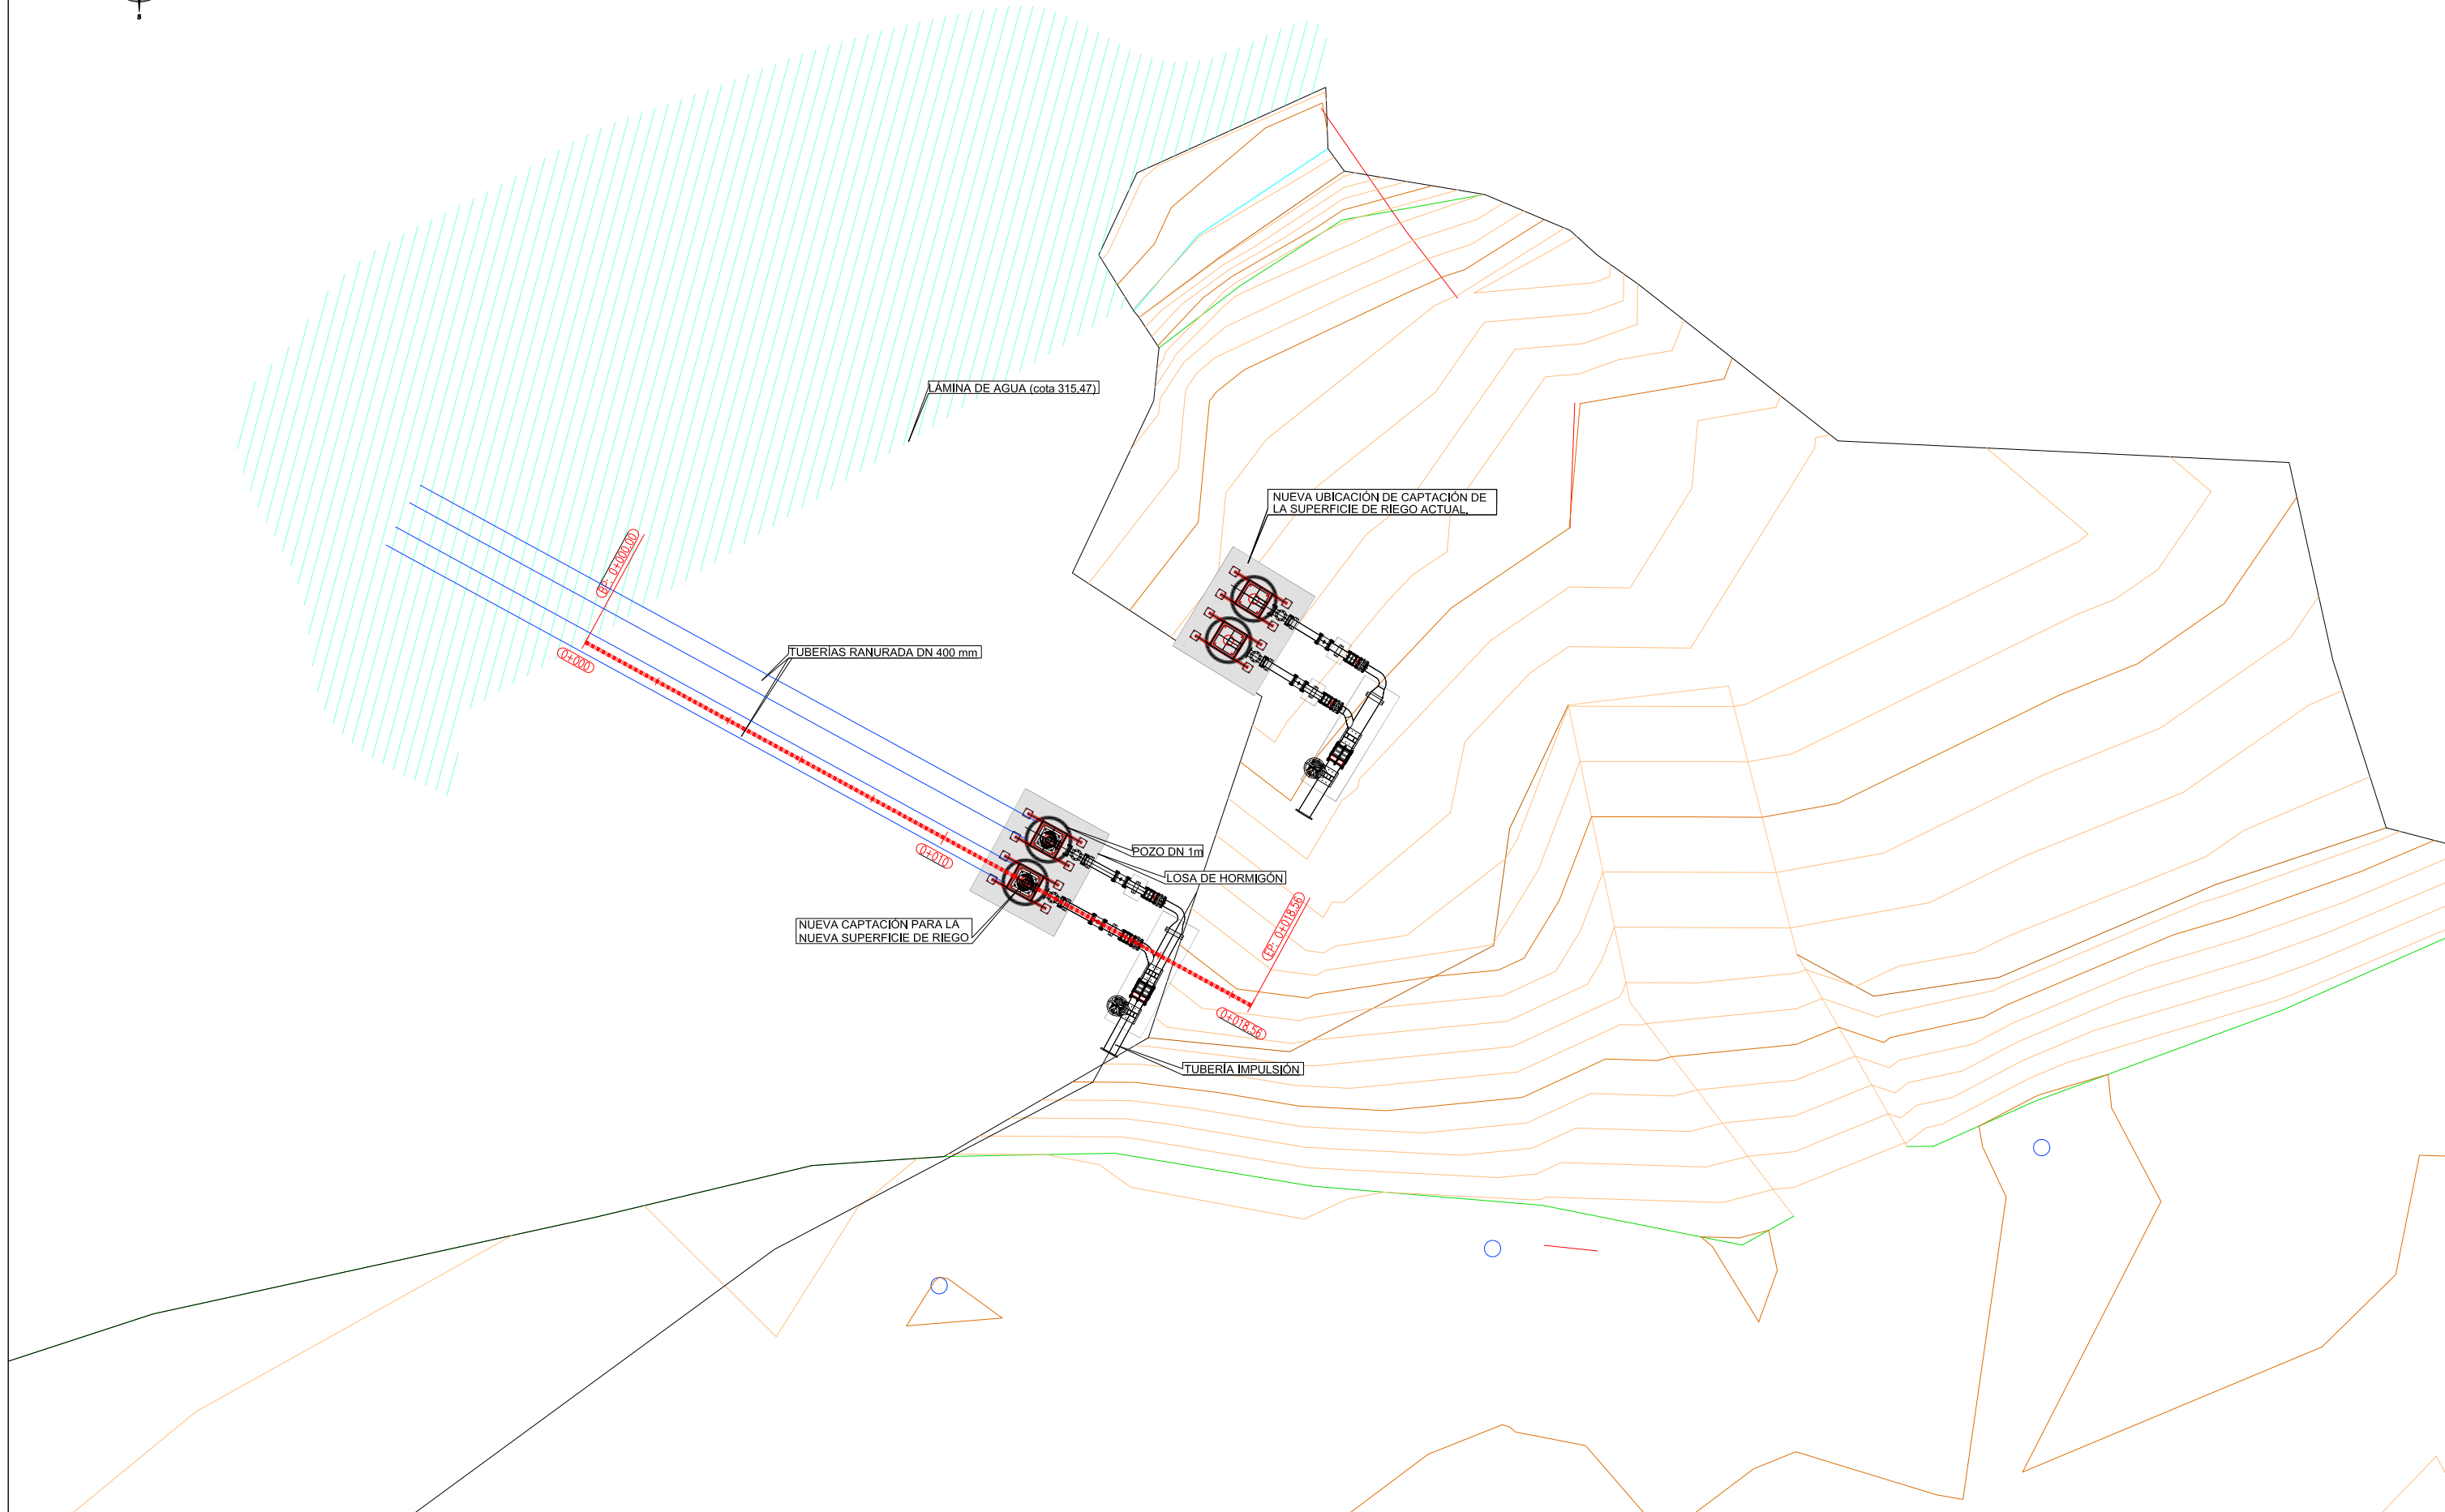 S
LÁMINA DE AGUA (cota 315,47)
NUEVA UBICACIÓN DE CAPTACIÓN DE
LA SUPERFICIE DE RIEGO ACTUAL.
BP: 0+000.00
0+000
TUBERÍAS RANURADA DN 400 mm
POZO DN 1m
0+010
LOSA DE HORMIGÓN
NUEVA CAPTACIÓN PARA LA
NUEVA SUPERFICIE DE RIEGO
EP: 0+018.56
0+018.56
TUBERÍA IMPULSIÓN